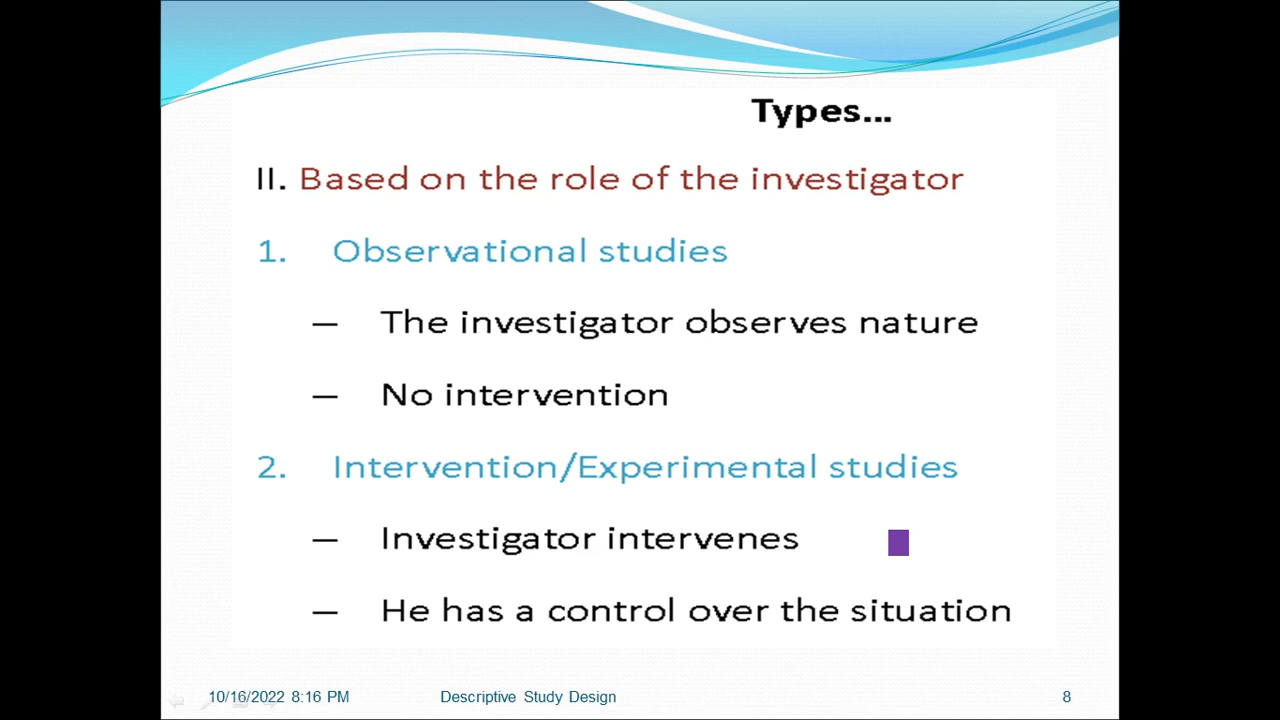 Types...
II. Based on the role of the investigator
1. Observational studies
— The investigator observes nature
— No intervention
2. Intervention/Experimental studies
— Investigator intervenes
— He has a control over the situation
10/16/2022 8:16 PM Descriptive Study Design 8